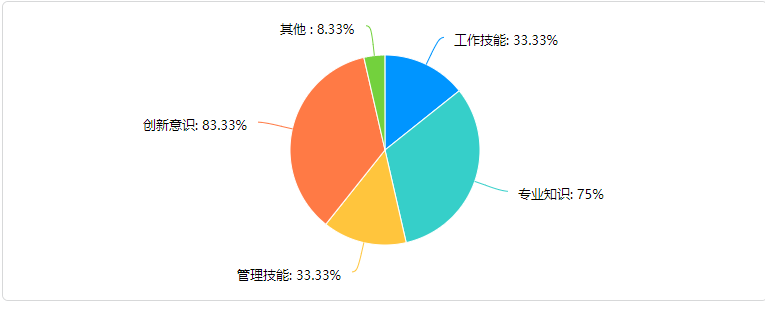 其他 : 8.33%
工作技能: 33.33%
创新意识: 83.33%
专业知识: 75%
管理技能: 33.33%